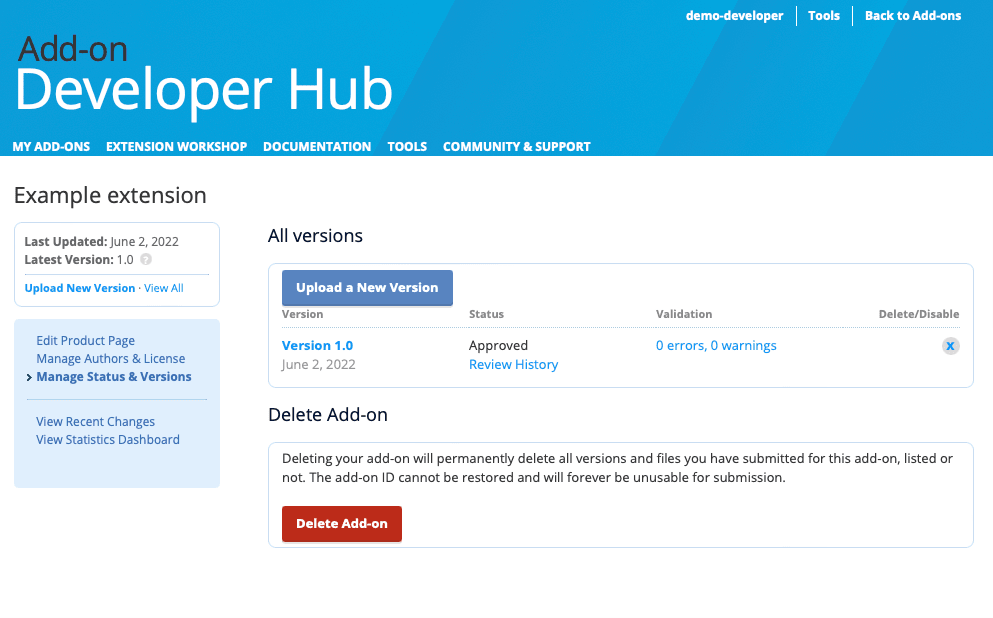 demo-developer Tools Back to Add-ons
Add-on
Developer Hub
MY ADD-ONS EXTENSION WORKSHOP DOCUMENTATION TOOLS COMMUNITY & SUPPORT
Example extension
Last Updated: June 2, 2022
Latest Version: 1.0 ?
Upload New Version · View All
Edit Product Page
Manage Authors & License
Manage Status & Versions
View Recent Changes
View Statistics Dashboard
All versions
Upload a New Version
Version Status Validation Delete/Disable
Version 1.0 Approved 0 errors, 0 warnings x
June 2, 2022 Review History
Delete Add-on
Deleting your add-on will permanently delete all versions and files you have submitted for this add-on, listed or
not. The add-on ID cannot be restored and will forever be unusable for submission.
Delete Add-on